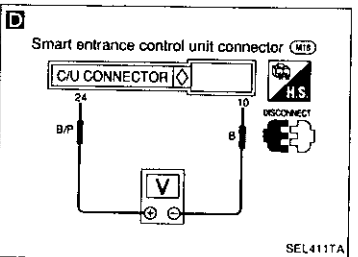 D
Smart entrance control unit connector M18
C/U CONNECTOR
H.S.
24 10
DISCONNECT
B/P B
V
SEL411TA